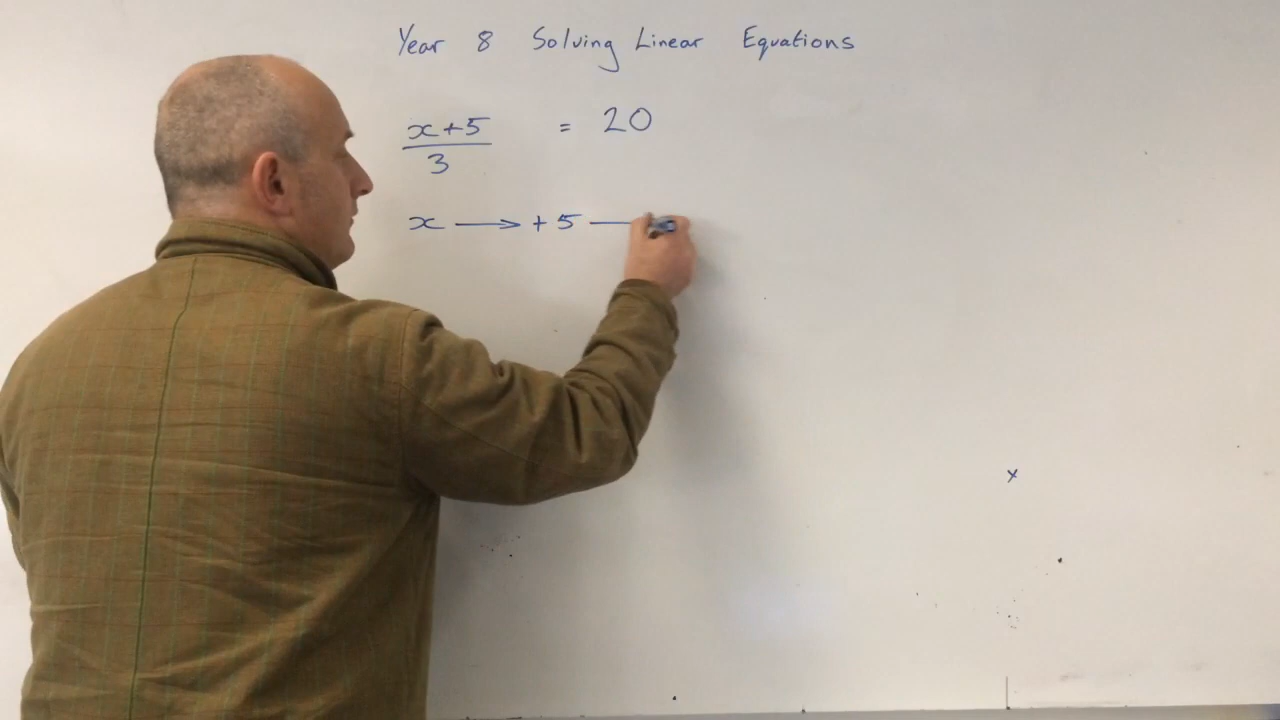 Year 8 Solving Linear Equations
x+5
3
= 20
x → +5 —
x